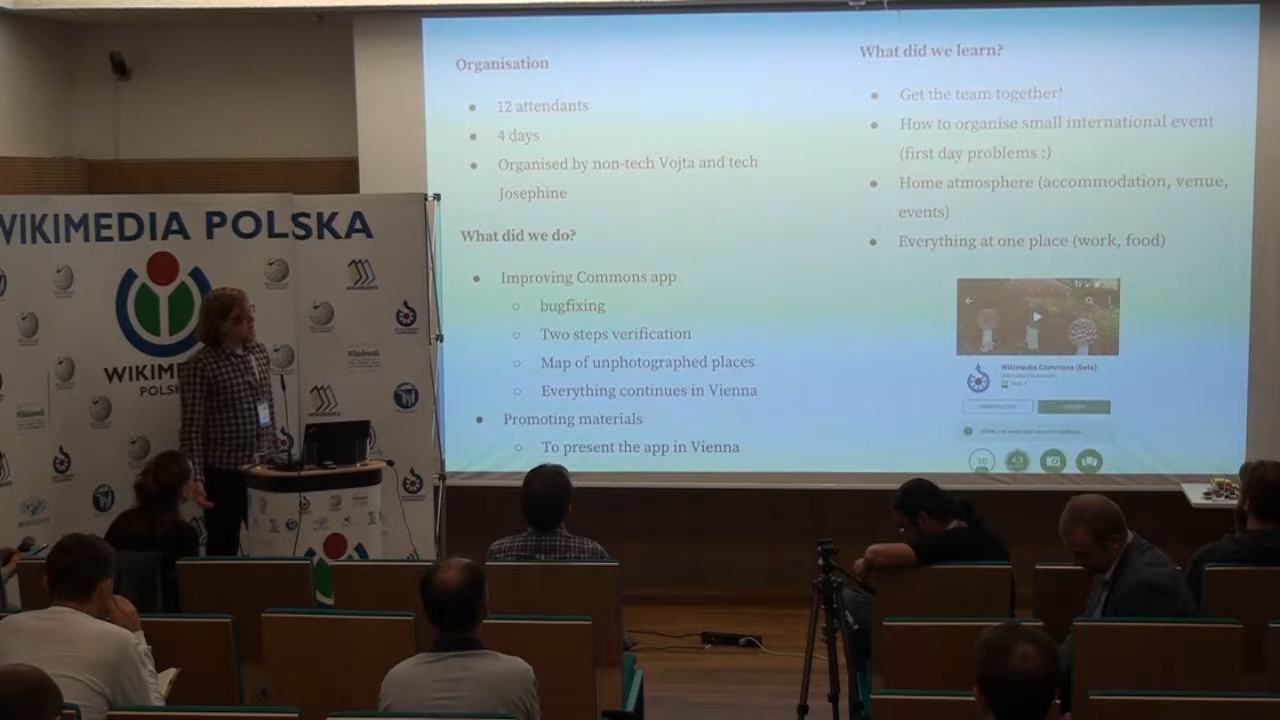 Organisation
● 12 attendants
● 4 days
● Organised by non-tech Vojta and tech
Josephine
What did we do?
● Improving Commons app
○ bugfixing
○ Two steps verification
○ Map of unphotographed places
○ Everything continues in Vienna
● Promoting materials
○ To present the app in Vienna
What did we learn?
● Get the team together!
● How to organise small international event
(first day problems :)
● Home atmosphere (accommodation, venue,
events)
● Everything at one place (work, food)
Wikimedia Commons (beta)
10
4.3
WIKIMEDIA POLSKA
POLSKA